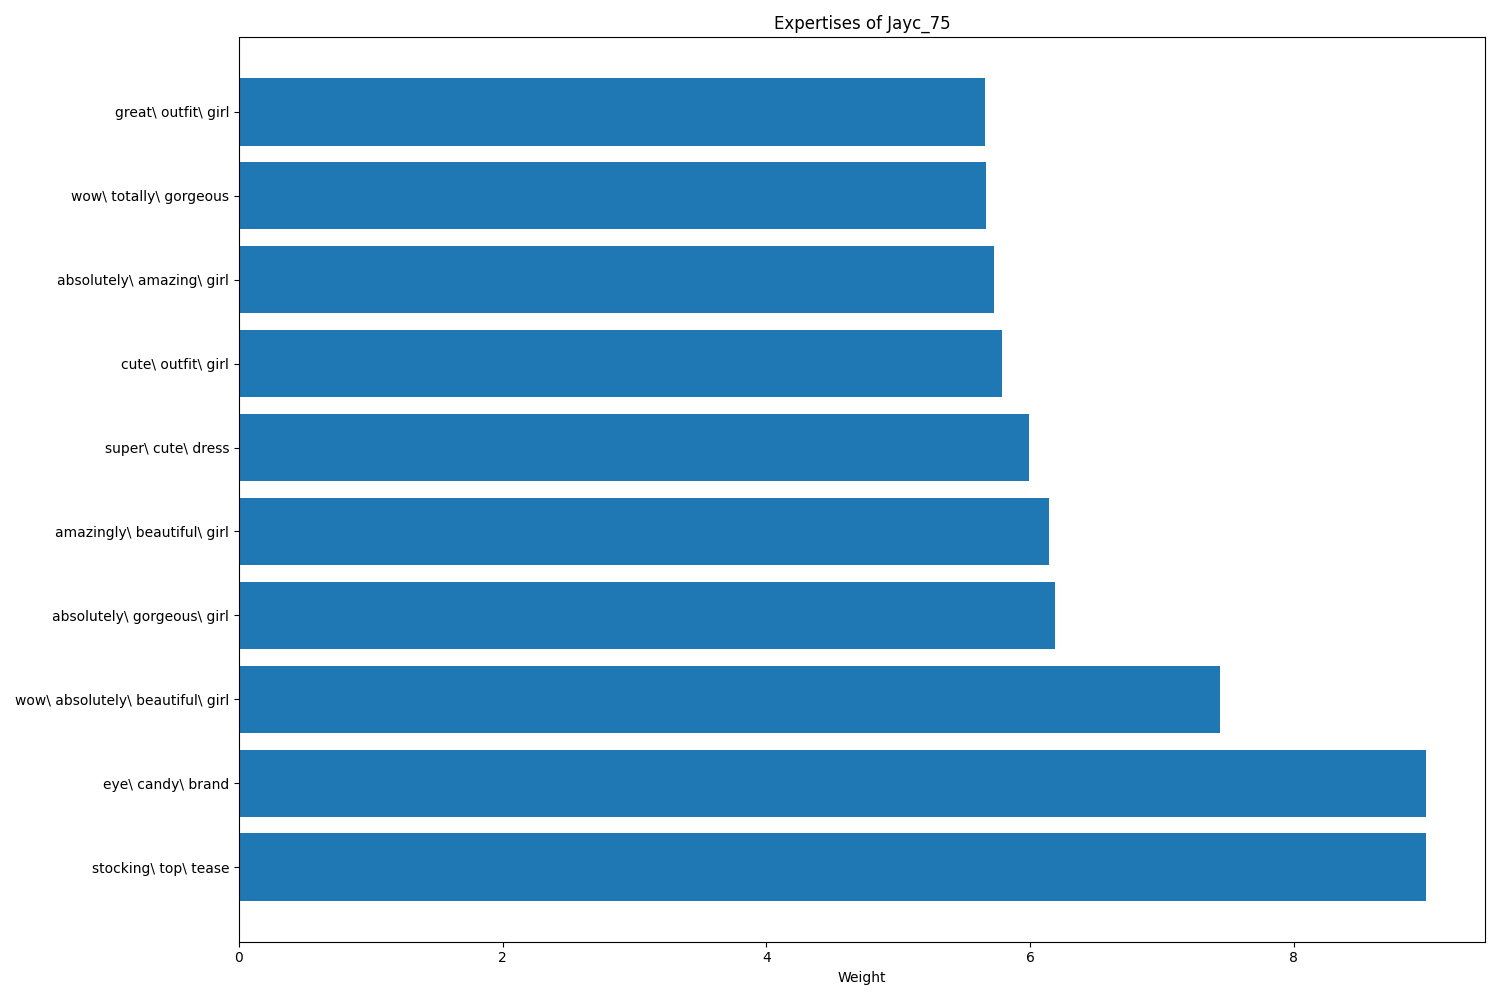 Expertises of Jayc_75
great\ outfit\ girl
wow\ totally\ gorgeous
absolutely\ amazing\ girl
cute\ outfit\ girl
super\ cute\ dress
amazingly\ beautiful\ girl
absolutely\ gorgeous\ girl
wow\ absolutely\ beautiful\ girl
eye\ candy\ brand
stocking\ top\ tease
0 2 4 6 8
Weight